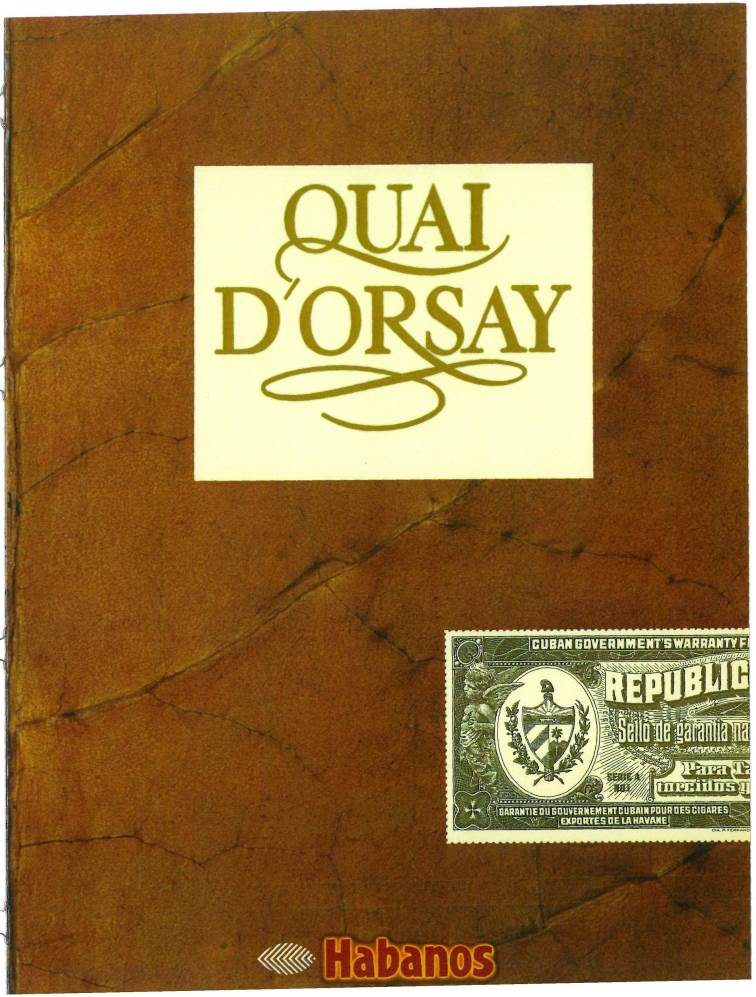 QUAI
D'ORSAY
CUBAN GOVERNMENT'S WARRANTY F
REPUBLIC
Sello de garantia na
SERIE A
Para Ta
torcidos y
GARANTIE DU GOUVERNEMENT CUBAIN POUR DES CIGARES
EXPORTÉS DE LA HAVANE
Habanos